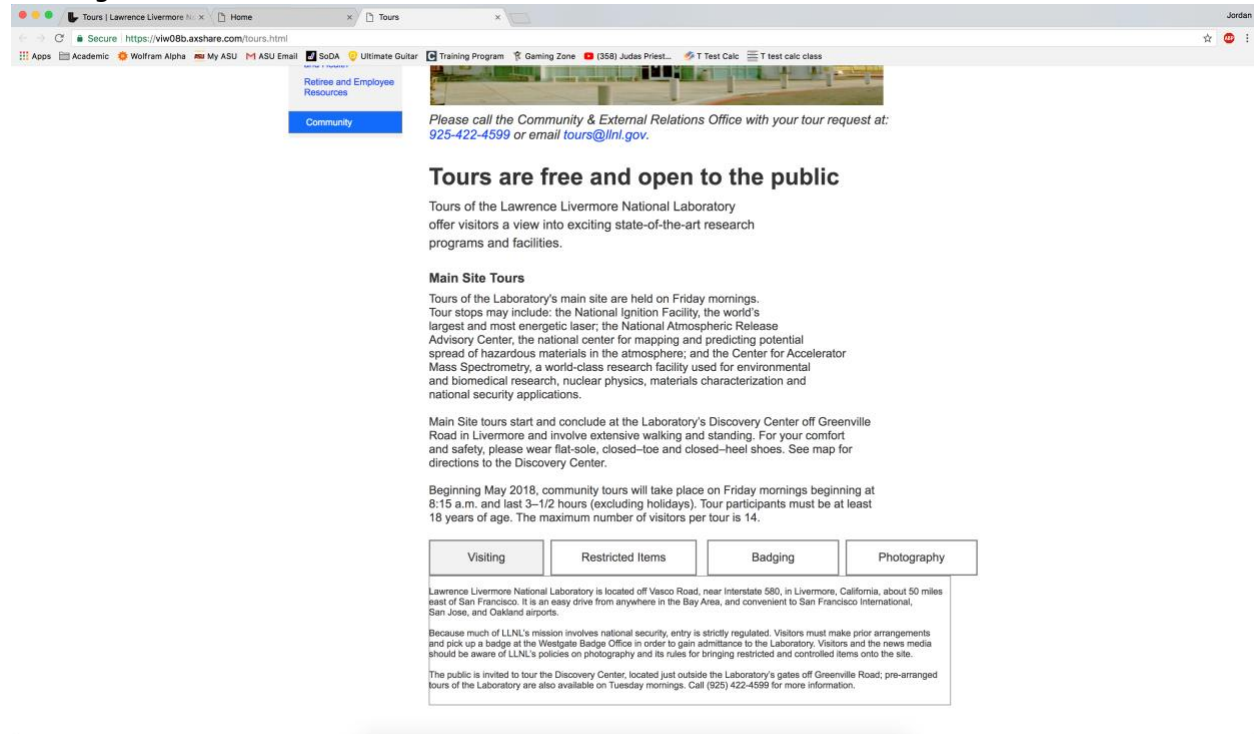 Tours | Lawrence Livermore N
Home
Tours
Jordan
Secure https://viw08b.axshare.com/tours.html
Apps Academic Wolfram Alpha My ASU ASU Email SoDA Ultimate Guitar Training Program Gaming Zone (358) Judas Priest... T Test Calc T test calc class
Retiree and Employee
Resources
Community
Please call the Community & External Relations Office with your tour request at:
925-422-4599 or email tours@llnl.gov.
Tours are free and open to the public
Tours of the Lawrence Livermore National Laboratory
offer visitors a view into exciting state-of-the-art research
programs and facilities.
Main Site Tours
Tours of the Laboratory's main site are held on Friday mornings.
Tour stops may include: the National Ignition Facility, the world's
largest and most energetic laser; the National Atmospheric Release
Advisory Center, the national center for mapping and predicting potential
spread of hazardous materials in the atmosphere; and the Center for Accelerator
Mass Spectrometry, a world-class research facility used for environmental
and biomedical research, nuclear physics, materials characterization and
national security applications.
Main Site tours start and conclude at the Laboratory's Discovery Center off Greenville
Road in Livermore and involve extensive walking and standing. For your comfort
and safety, please wear flat-sole, closed–toe and closed–heel shoes. See map for
directions to the Discovery Center.
Beginning May 2018, community tours will take place on Friday mornings beginning at
8:15 a.m. and last 3–1/2 hours (excluding holidays). Tour participants must be at least
18 years of age. The maximum number of visitors per tour is 14.
Visiting
Restricted Items
Badging
Photography
Lawrence Livermore National Laboratory is located off Vasco Road, near Interstate 580, in Livermore, California, about 50 miles
east of San Francisco. It is an easy drive from anywhere in the Bay Area, and convenient to San Francisco International,
San Jose, and Oakland airports.
Because much of LLNL's mission involves national security, entry is strictly regulated. Visitors must make prior arrangements
and pick up a badge at the Westgate Badge Office in order to gain admittance to the Laboratory. Visitors and the news media
should be aware of LLNL's policies on photography and its rules for bringing restricted and controlled items onto the site.
The public is invited to tour the Discovery Center, located just outside the Laboratory's gates off Greenville Road; pre-arranged
tours of the Laboratory are also available on Tuesday mornings. Call (925) 422-4599 for more information.